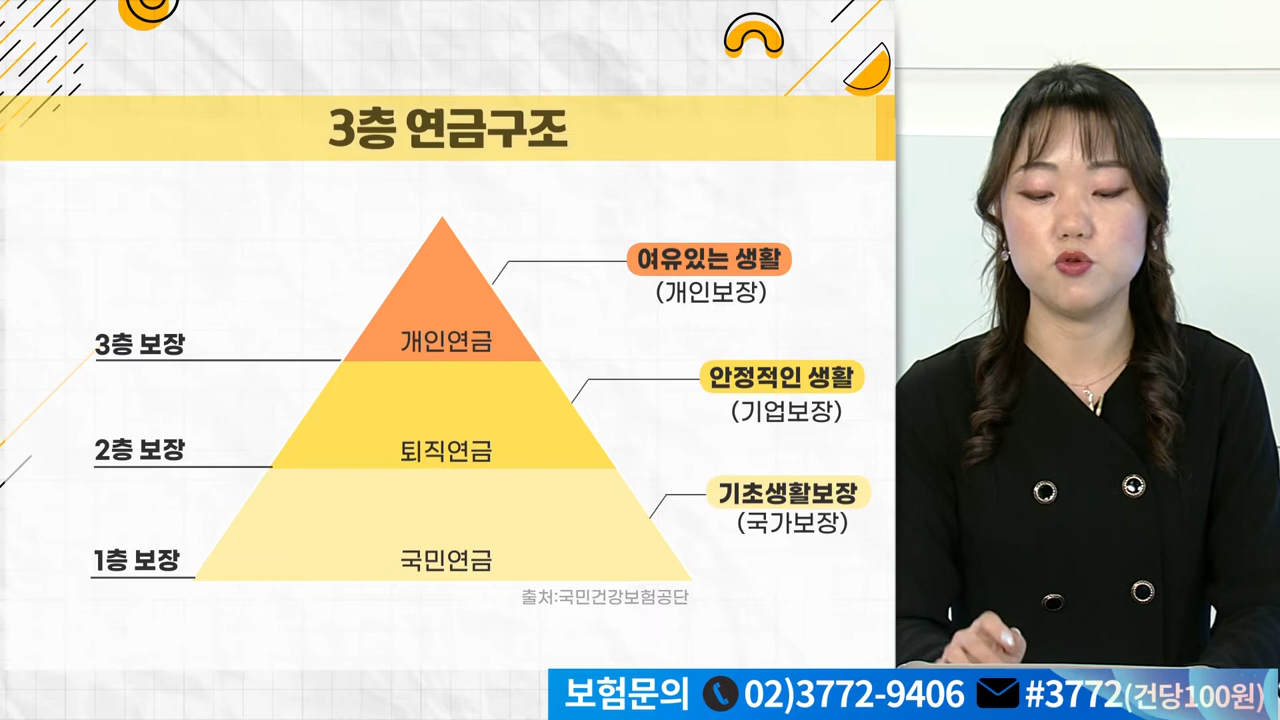 3층 연금구조
여유있는 생활
(개인보장)
3층 보장
개인연금
안정적인 생활
(기업보장)
2층 보장
퇴직연금
기초생활보장
(국가보장)
1층 보장
국민연금
출처:국민건강보험공단
보험문의 02)3772-9406 #3772(건당100원)